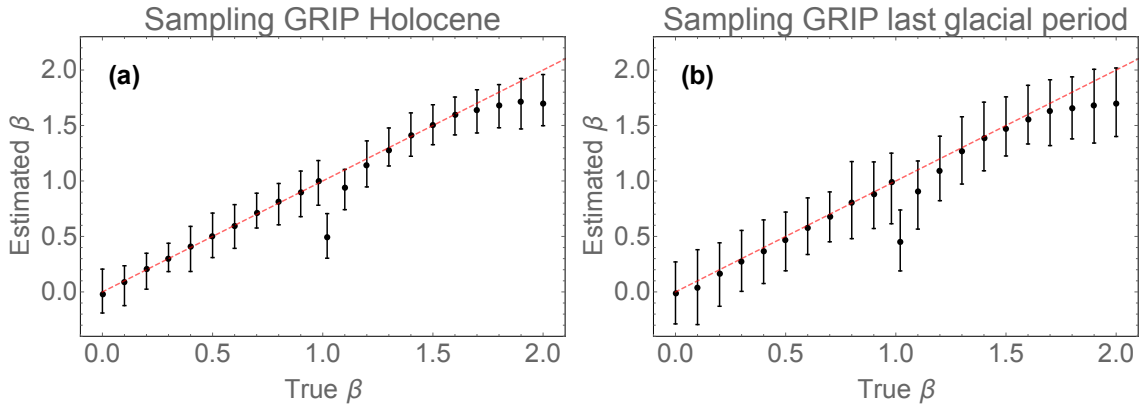 Sampling GRIP Holocene
(a)
Estimated β
2.0
1.5
1.0
0.5
0.0
0.0 0.5 1.0 1.5 2.0
True β
Sampling GRIP last glacial period
(b)
Estimated β
2.0
1.5
1.0
0.5
0.0
0.0 0.5 1.0 1.5 2.0
True β